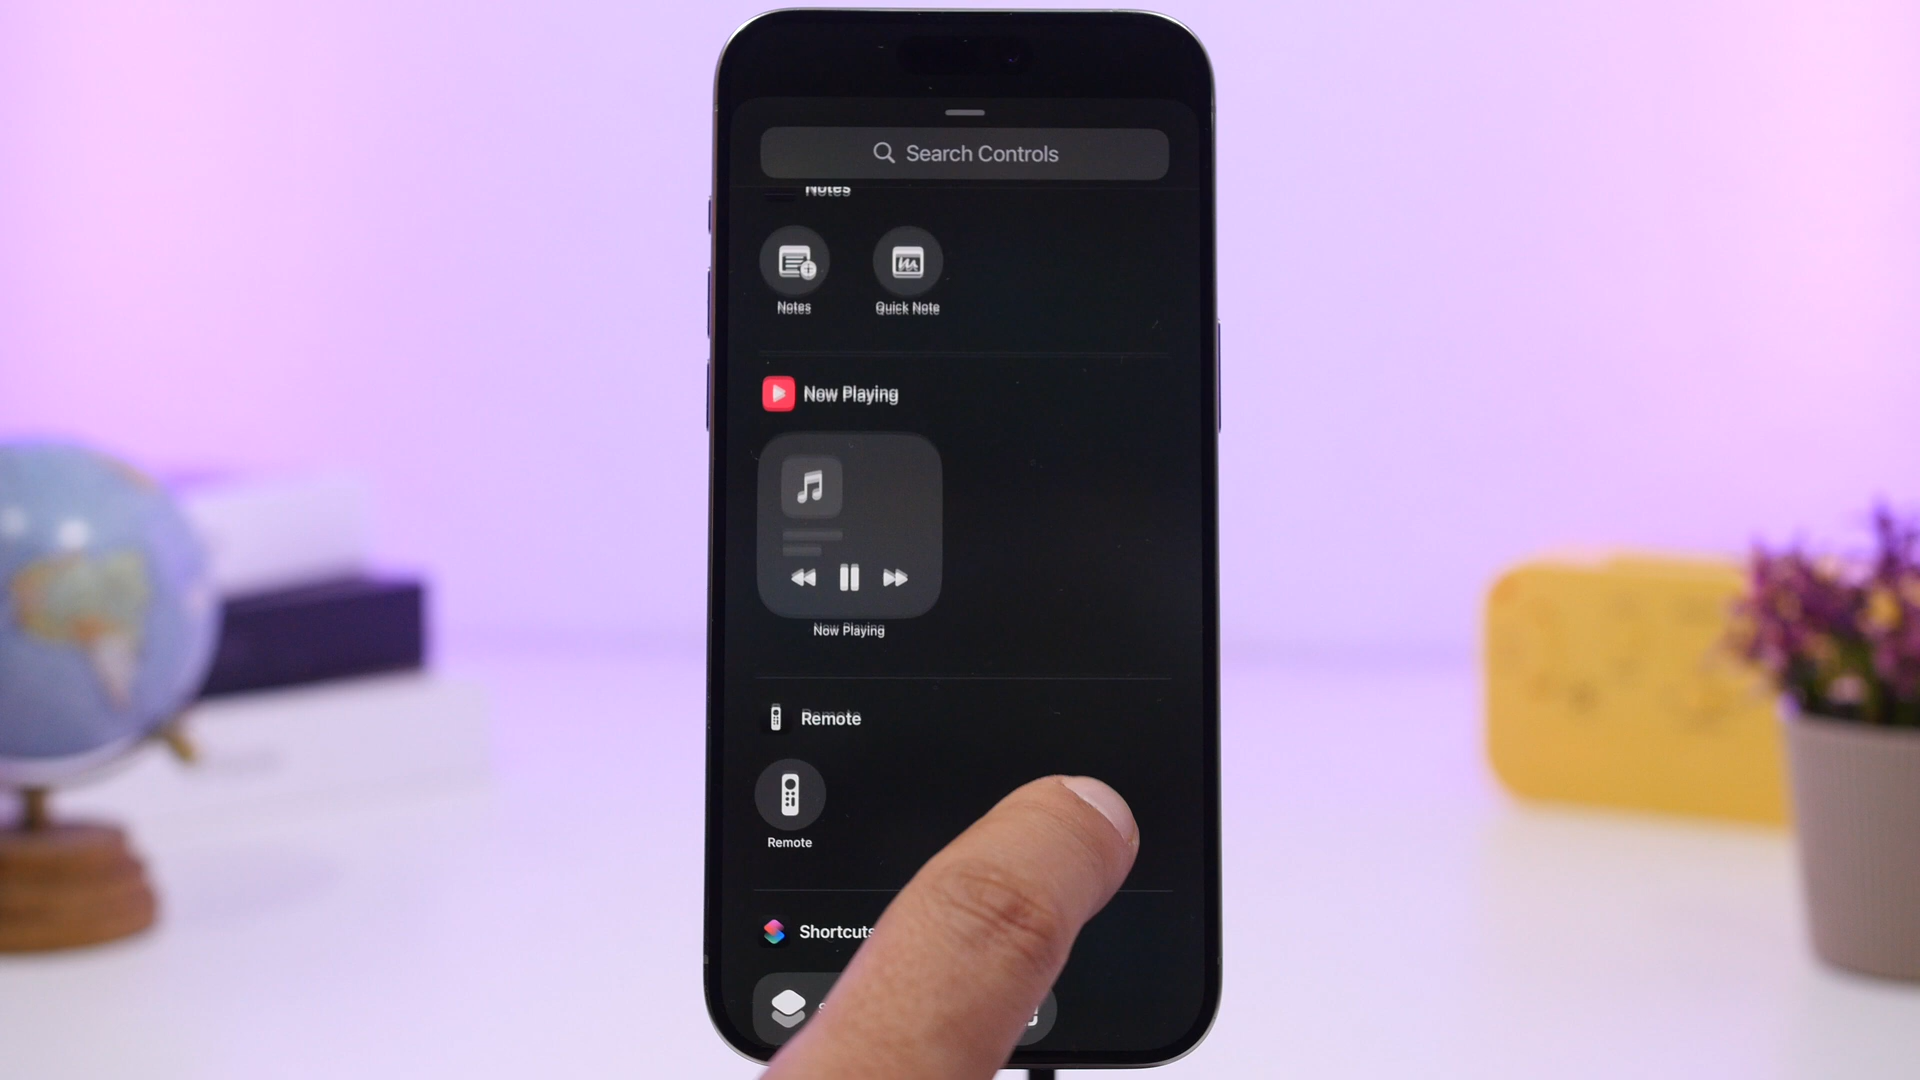 Search Controls
Notes
Notes
Quick Note
Now Playing
Now Playing
Remote
Remote
Shortcuts